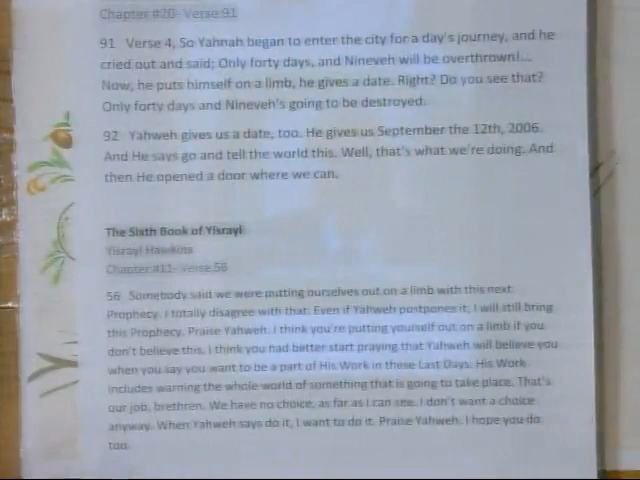 Chapter #20- Verse 91
91 Verse 4, So Yahnah began to enter the city for a day's journey, and he
cried out and said; Only forty days, and Nineveh will be overthrown!...
Now, he puts himself on a limb, he gives a date. Right? Do you see that?
Only forty days and Nineveh's going to be destroyed.
92 Yahweh gives us a date, too. He gives us September the 12th, 2006.
And He says go and tell the world this. Well, that's what we're doing. And
then He opened a door where we can.
The Sixth Book of Yisrayl
Yisrayl Hawkins
Chapter #11- Verse 56
56 Somebody said we were putting ourselves out on a limb with this next
Prophecy. I totally disagree with that. Even if Yahweh postpones it, I will still bring
this Prophecy. Praise Yahweh. I think you're putting yourself out on a limb if you
don't believe this. I think you had better start praying that Yahweh will believe you
when you say you want to be a part of His Work in these Last Days. His Work
includes warning the whole world of something that is going to take place. That's
our job, brethren. We have no choice, as far as I can see. I don't want a choice
anyway. When Yahweh says do it, I want to do it. Praise Yahweh. I hope you do
too.